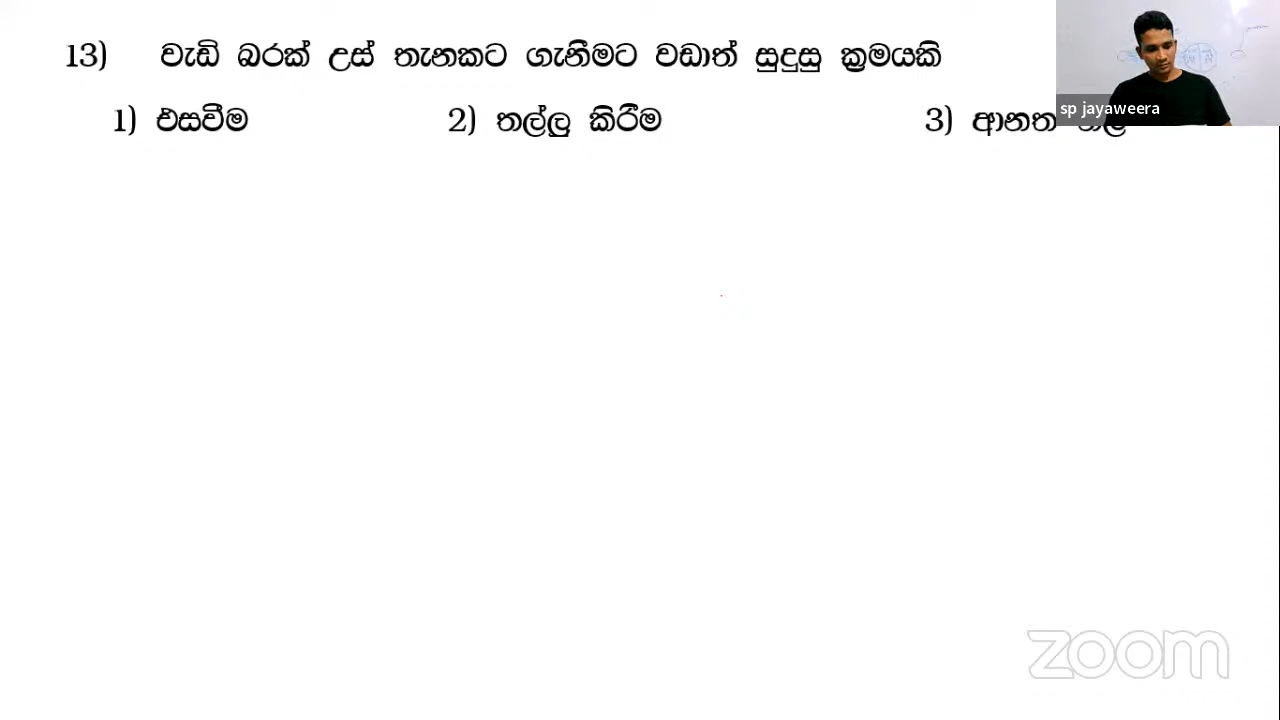 13) වැඩි බරක් උස් තැනකට ගැනීමට වඩාත් සුදුසු ක්‍රමයකි
1) එසවීම 2) තල්ලු කිරීම 3) ආනත
sp jayaweera
zoom